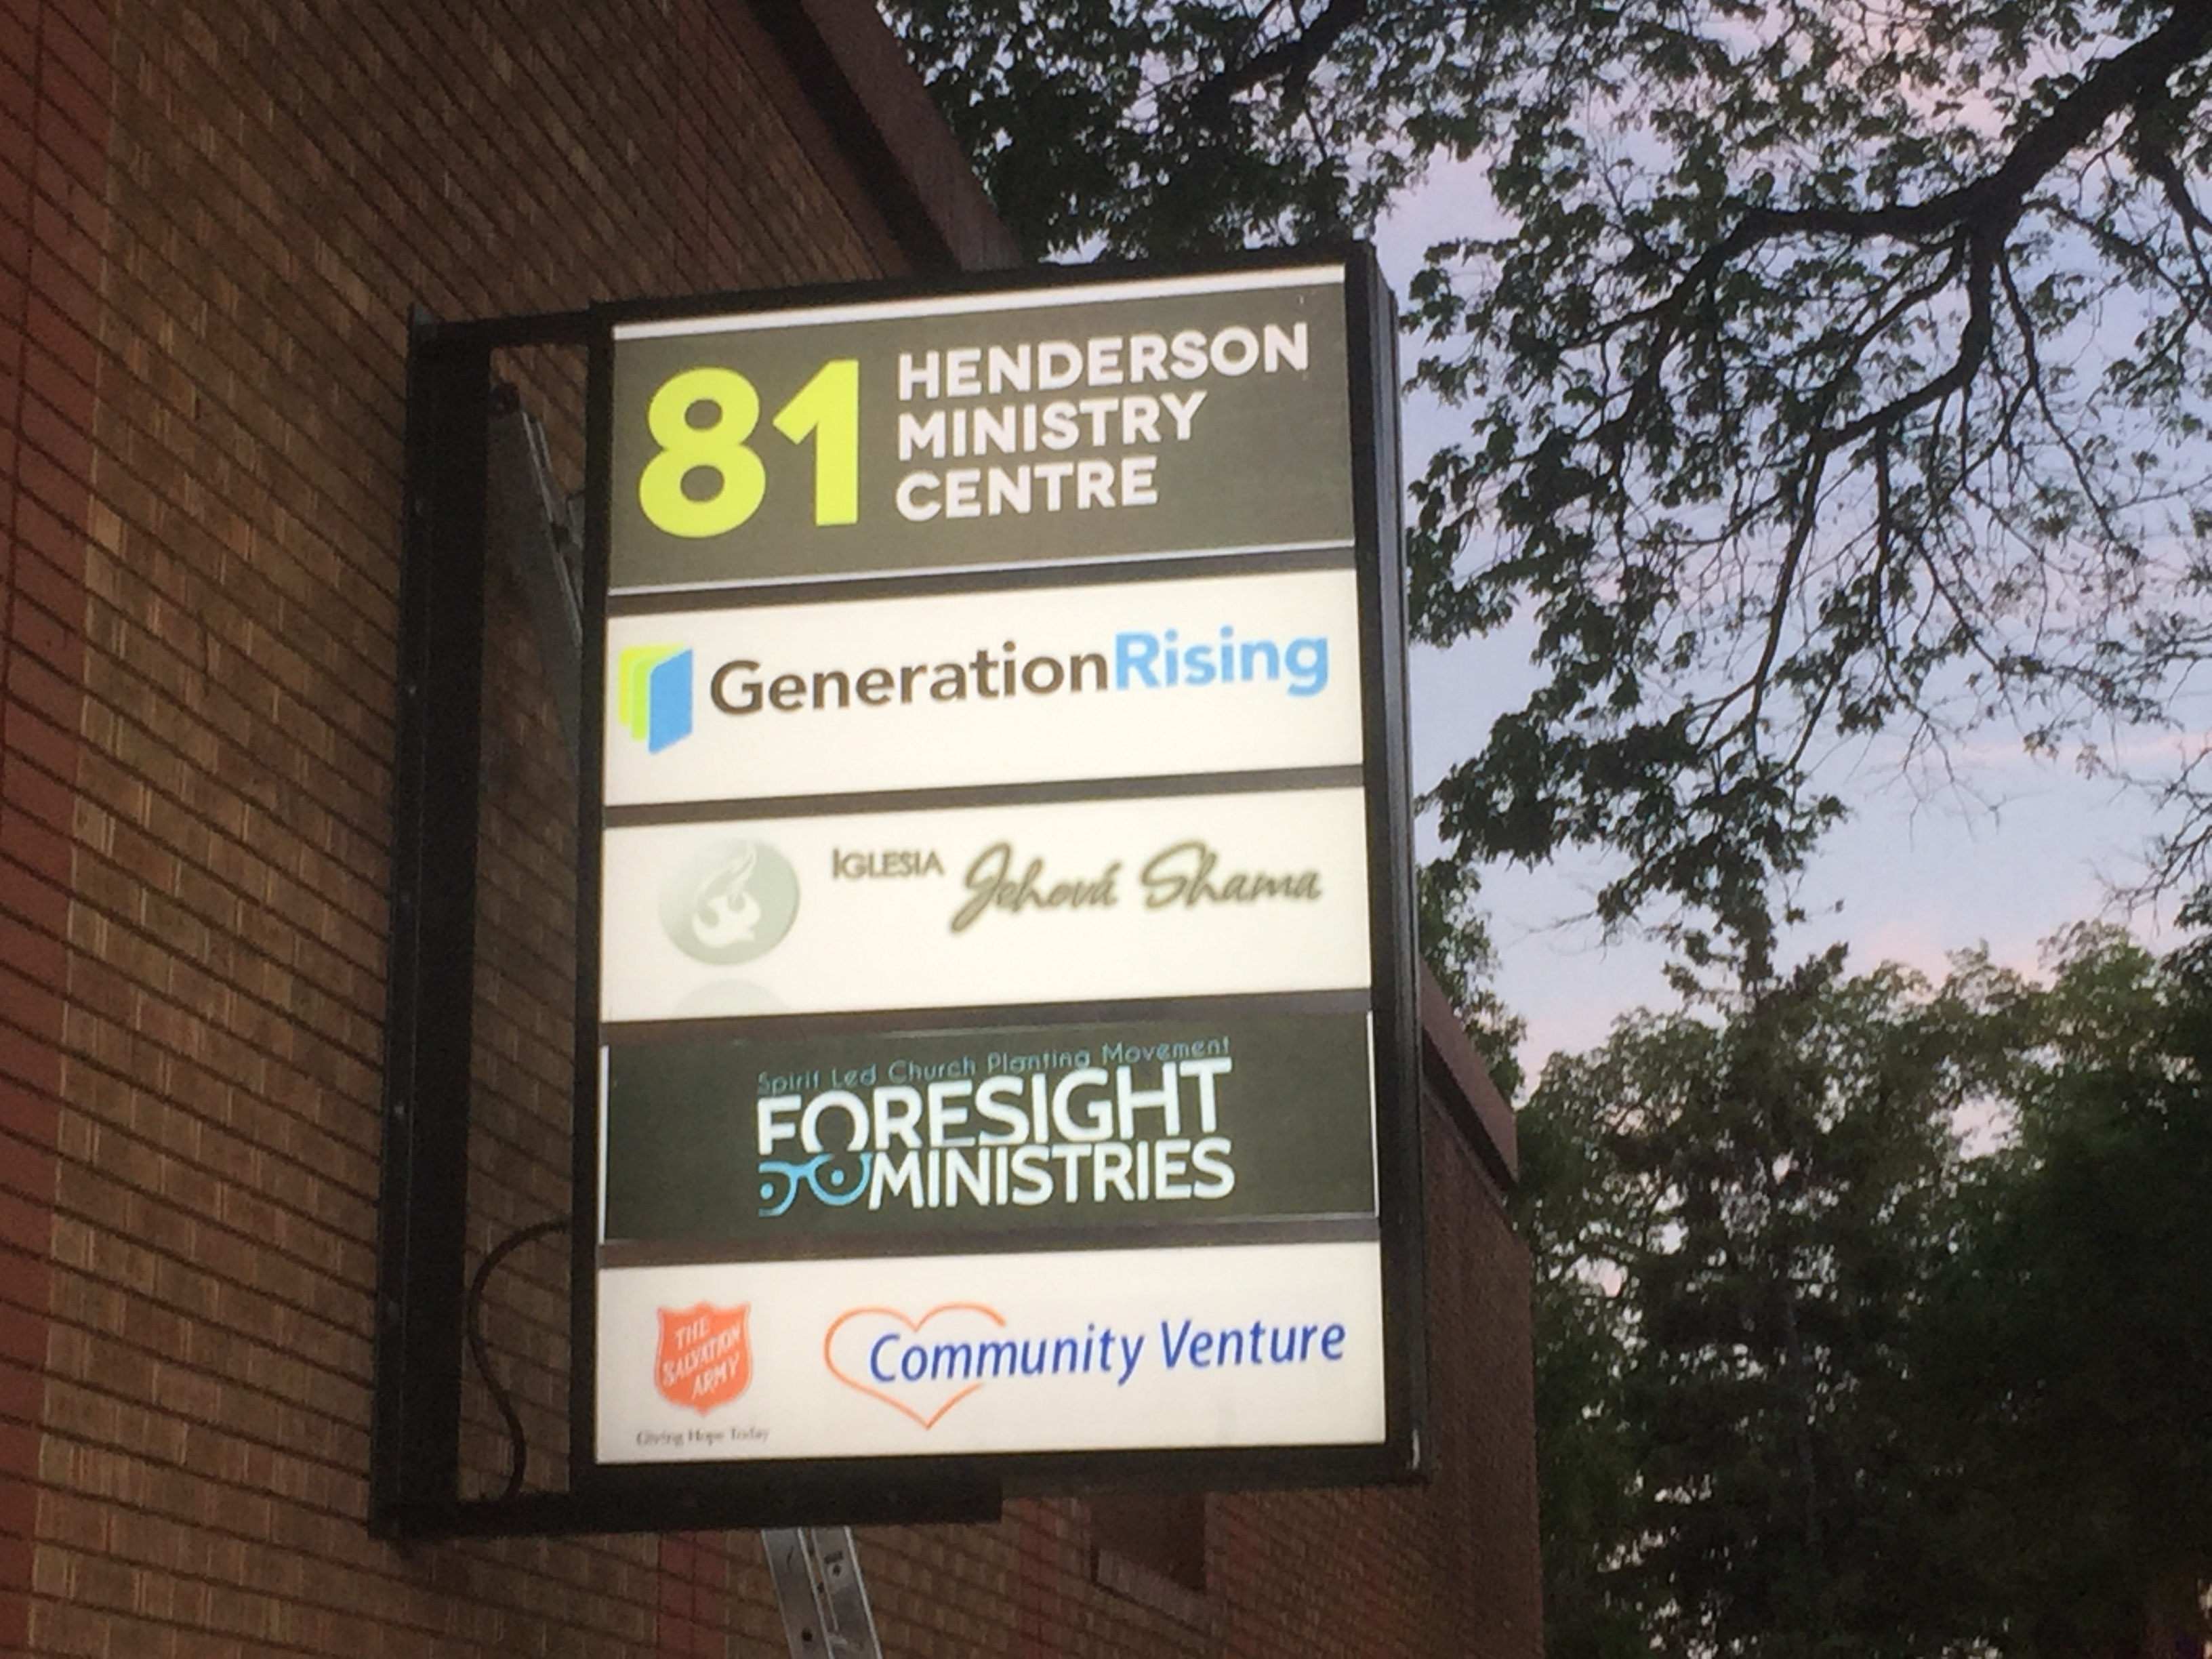 81 HENDERSON
MINISTRY
CENTRE
GenerationRising
IGLESIA Jehová Shama
Spirit Led Church Planting Movement
FORESIGHT
MINISTRIES
THE
SALVATION
ARMY
Giving Hope Today
Community Venture